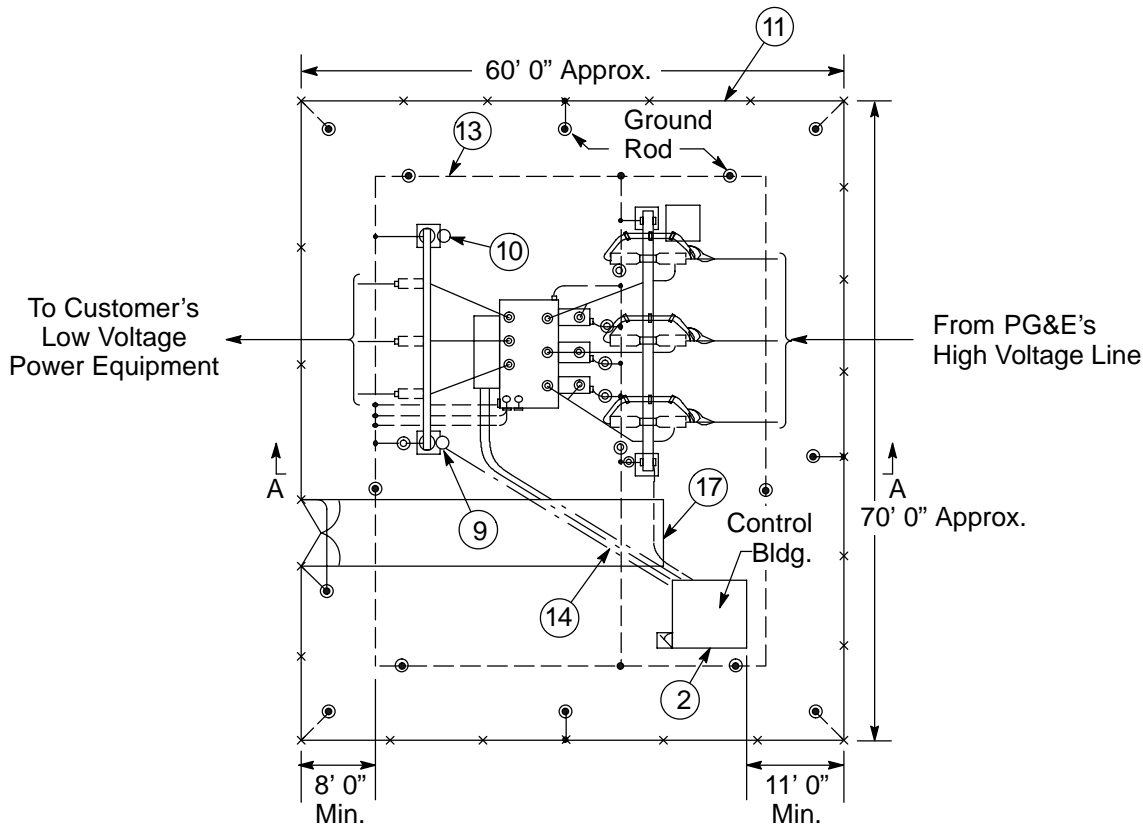 11
60’ 0” Approx.
13
Ground
Rod
10
To Customer’s
Low Voltage
Power Equipment
From PG&E’s
High Voltage Line
A
A
9
17
Control
Bldg.
70’ 0” Approx.
14
2
8’ 0”
Min.
11’ 0”
Min.